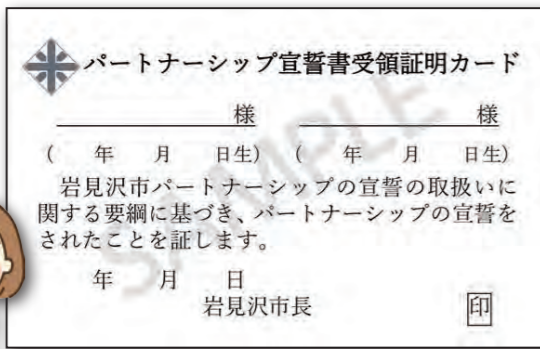 パートナーシップ宣誓書受領証明カード
様 様
( 年 月 日生) ( 年 月 日生)
岩見沢市パートナーシップの宣誓の取扱いに
関する要綱に基づき、パートナーシップの宣誓を
されたことを証します。
年 月 日
岩見沢市長 印
SAMPLE